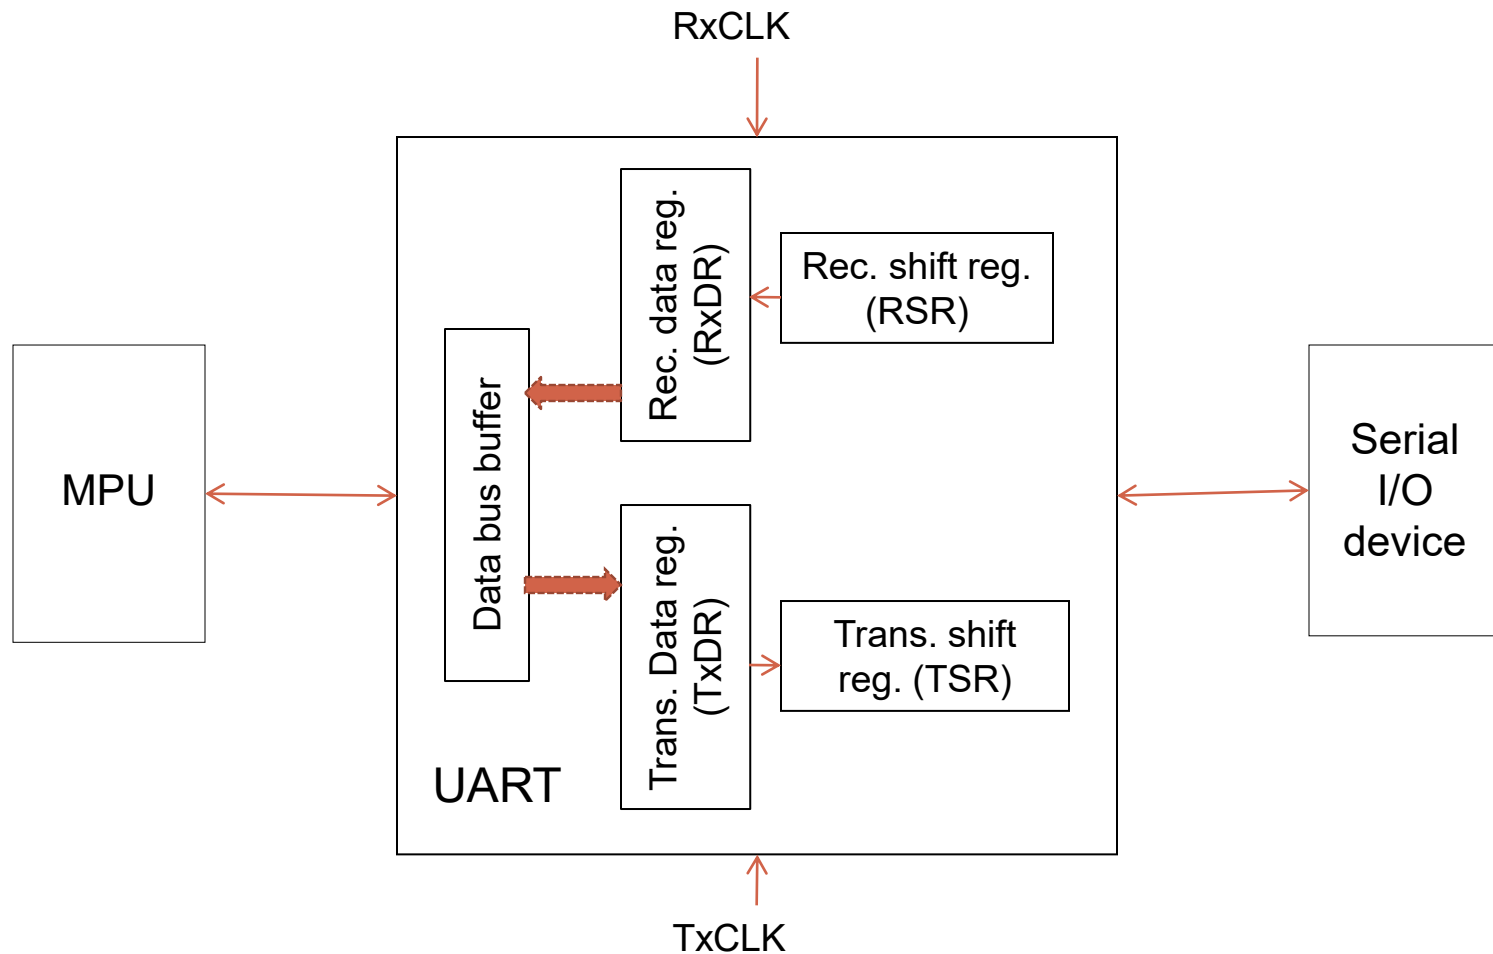 RxCLK
Rec. data reg.
(RxDR)
Rec. shift reg.
(RSR)
Data bus buffer
MPU
Serial
I/O
device
Trans. Data reg.
(TxDR)
Trans. shift
reg. (TSR)
UART
TxCLK